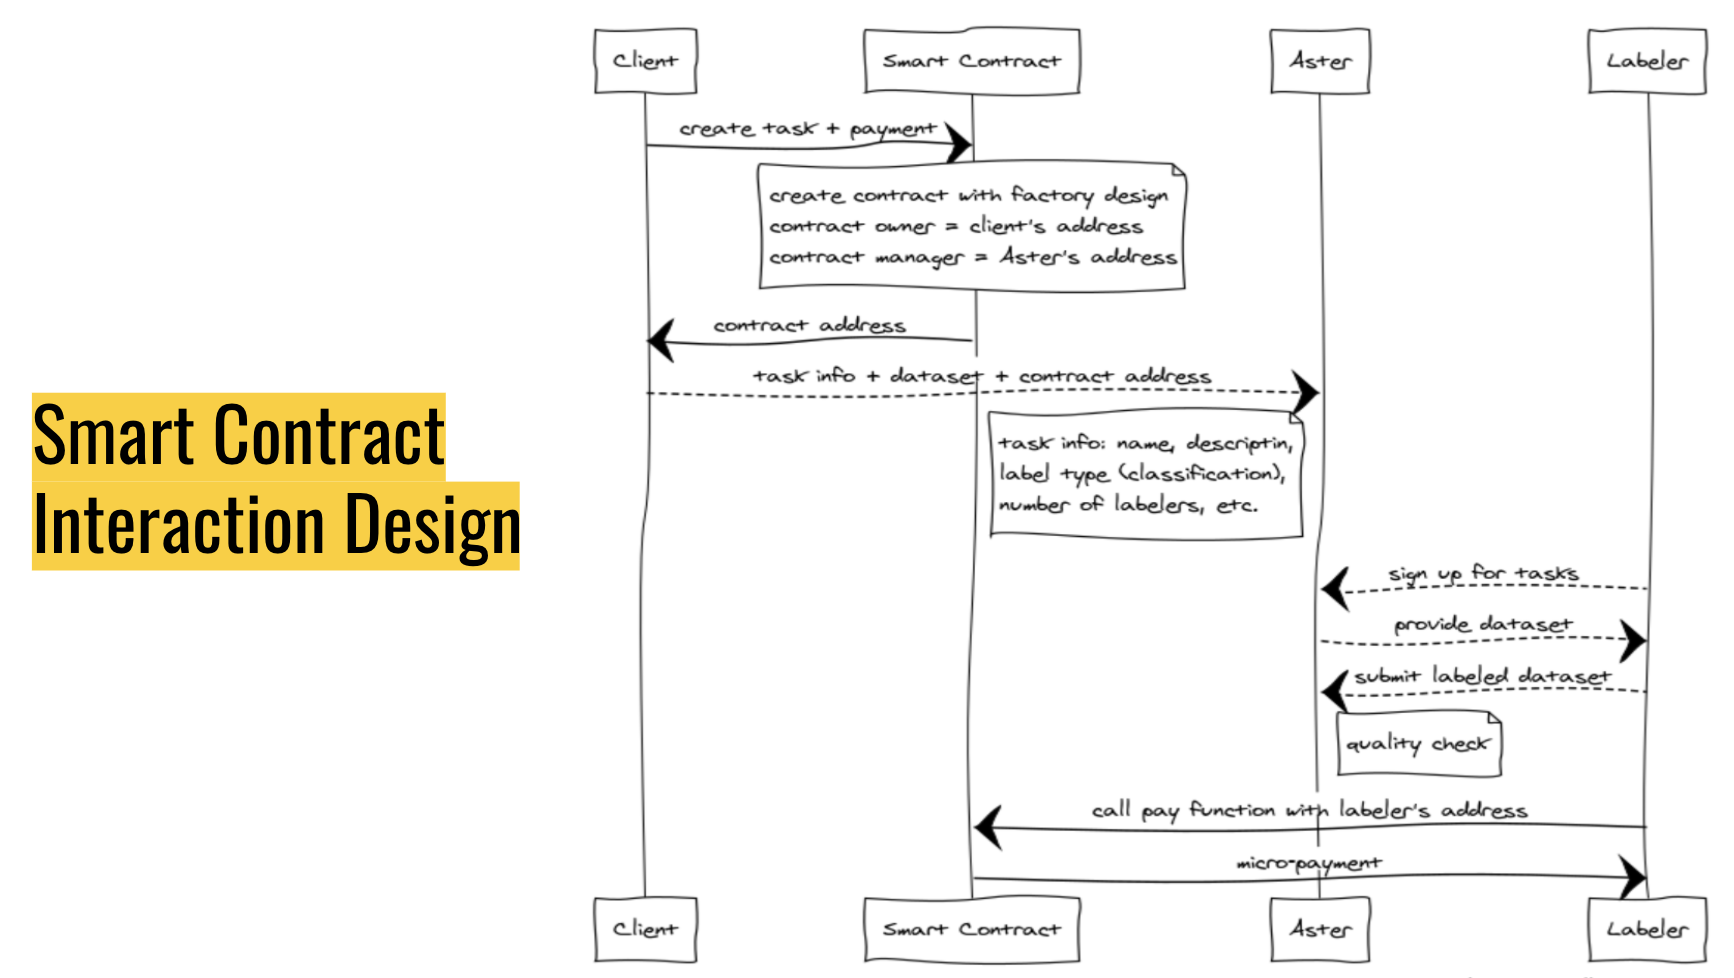 Smart Contract
Interaction Design
Client
Smart Contract
Aster
Labeler
create task + payment
create contract with factory design
contract owner = client's address
contract manager = Aster's address
contract address
task info + dataset + contract address
task info: name, descriptin,
label type (classification),
number of labelers, etc.
sign up for tasks
provide dataset
submit labeled dataset
quality check
call pay function with labeler's address
micro-payment
Client
Smart Contract
Aster
Labeler